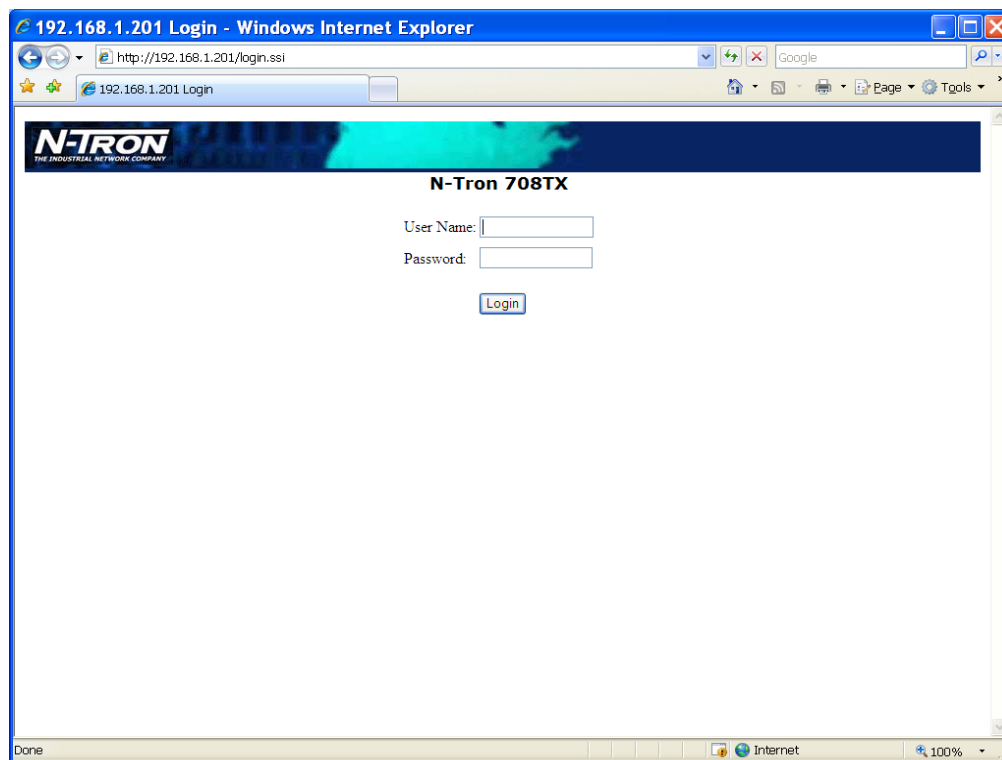 192.168.1.201 Login - Windows Internet Explorer
http://192.168.1.201/login.ssi
Google
192.168.1.201 Login
Page
Tools
N-TRON
THE INDUSTRIAL NETWORK COMPANY
N-Tron 708TX
User Name:
Password:
Login
Done
Internet
100%